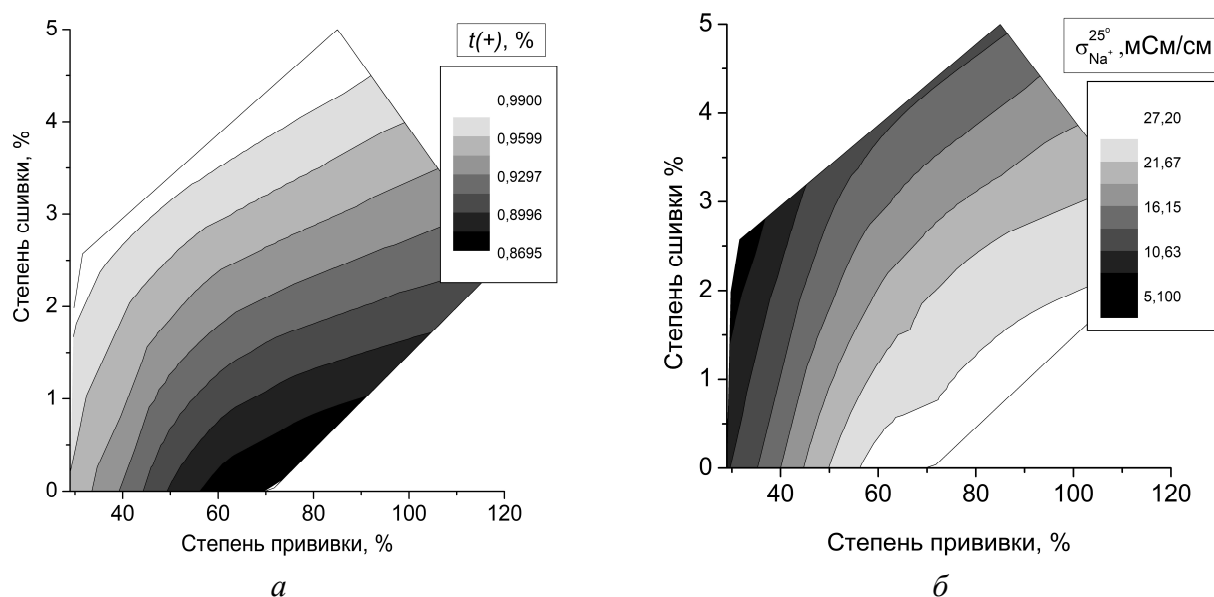 t(+), %
0,9900
0,9599
0,9297
0,8996
0,8695
5
4
3
2
1
0
Степень сшивки, %
40 60 80 100 120
Степень прививки, %
а
σ25° Na+ ,мСм/см
27,20
21,67
16,15
10,63
5,100
5
4
3
2
1
0
Степень сшивки %
40 60 80 100 120
Степень прививки, %
б